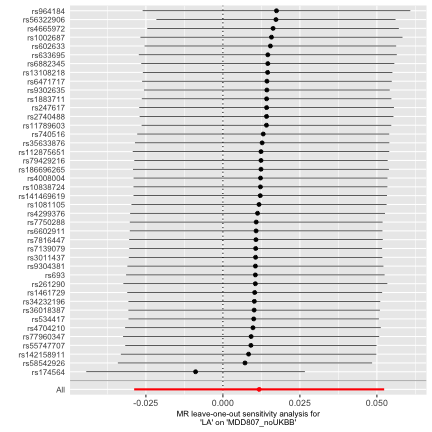 rs964184
rs56322906
rs4665972
rs1002687
rs602633
rs633695
rs6882345
rs13108218
rs6471717
rs9302635
rs1883711
rs247617
rs2740488
rs11789603
rs740516
rs35633876
rs112875651
rs79429216
rs186696265
rs4008004
rs10838724
rs141469619
rs1081105
rs4299376
rs7750288
rs6602911
rs7816447
rs7139079
rs3011437
rs9304381
rs693
rs261290
rs1461729
rs34232196
rs36018387
rs534417
rs4704210
rs77960347
rs55747707
rs142158911
rs58542926
rs174564
All
-0.025 0.000 0.025 0.050
MR leave-one-out sensitivity analysis for
'LA' on 'MDD807_noUKBB'